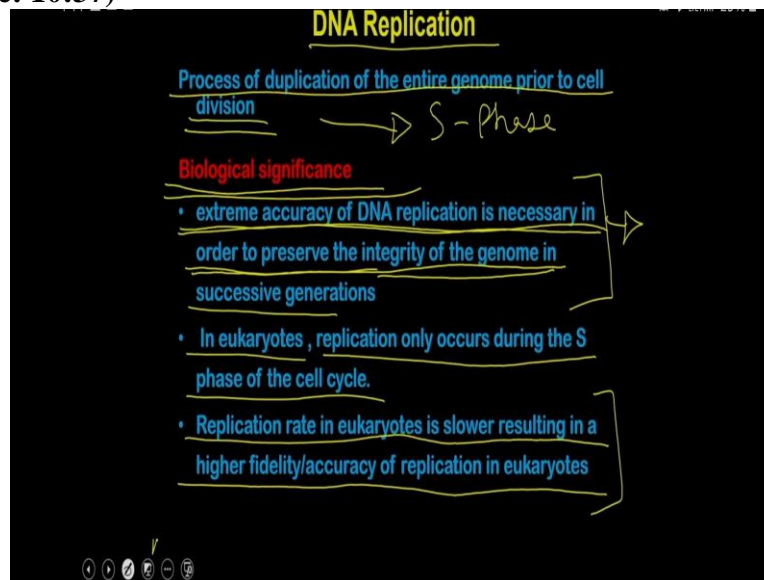 DNA Replication
Process of duplication of the entire genome prior to cell
division
S-Phase
Biological significance
• extreme accuracy of DNA replication is necessary in
order to preserve the integrity of the genome in
successive generations
• In eukaryotes , replication only occurs during the S
phase of the cell cycle.
• Replication rate in eukaryotes is slower resulting in a
higher fidelity/accuracy of replication in eukaryotes